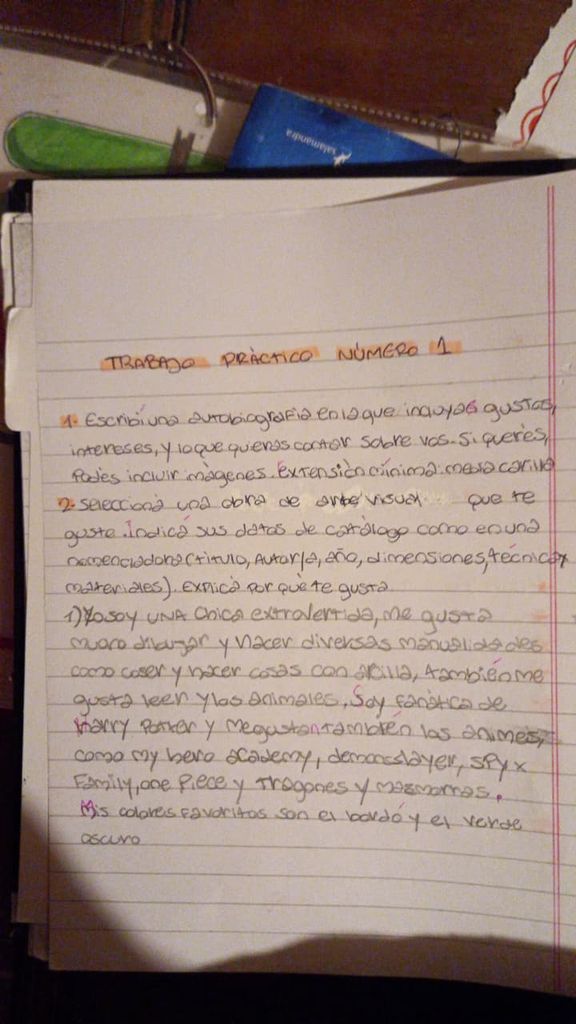 salamandra
TRABAJO PRÁCTICO NÚMERO 1
1- Escribí una autobiografía en la que incluyas gustos,
intereses, y lo que quieras contar sobre vos. Si querés,
Podés incluir imágenes. Extensión mínima: media carilla
2- Seleccioná una obra de arte visual que te
guste. Indicá sus datos de catálogo como en una
nomencladora (título, Autor/a, año, dimensiones, técnica y
materiales). Explicá por qué te gusta
1) Yo soy UNA chica extrovertida, me gusta
mucho dibujar y hacer diversas manualidades
como coser y hacer cosas con arcilla, también me
gusta leer y los animales. Soy fanática de
Harry Potter y me gustan también los animes,
como my hero academy, demonslayer, spy x
Family, one Piece y Tragones y mazmorras.
Mis colores Favoritos son el bordó y el verde
oscuro